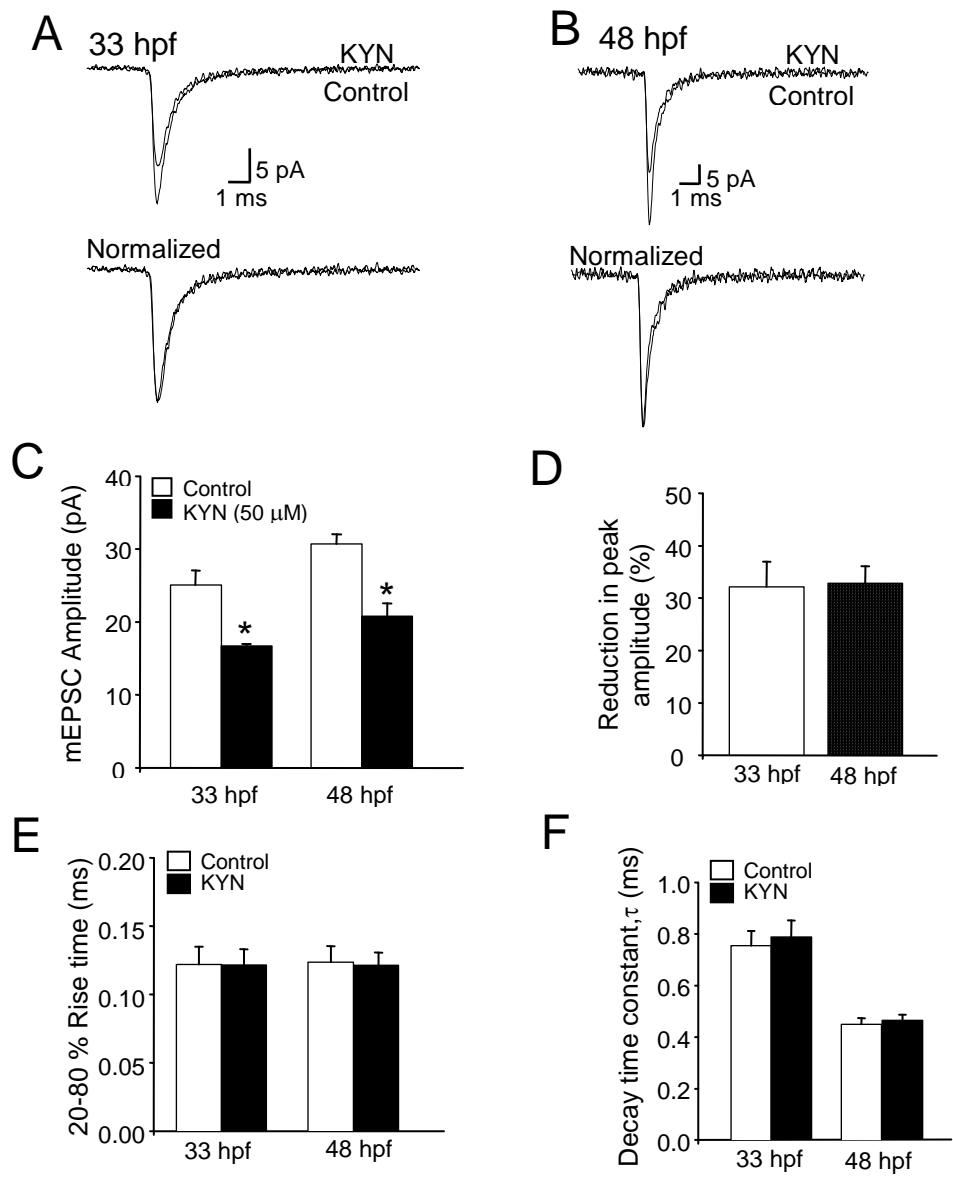 A
33 hpf
KYN
Control
5 pA
1 ms
Normalized
B
48 hpf
KYN
Control
5 pA
1 ms
Normalized
C
mEPSC Amplitude (pA)
40
30
20
10
0
Control
KYN (50 μM)
*
*
33 hpf
48 hpf
D
Reduction in peak
amplitude (%)
50
40
30
20
10
0
33 hpf
48 hpf
E
20-80 % Rise time (ms)
0.20
0.15
0.10
0.05
0.00
Control
KYN
33 hpf
48 hpf
F
Decay time constant,τ (ms)
1.0
0.8
0.6
0.4
0.2
0.0
Control
KYN
33 hpf
48 hpf